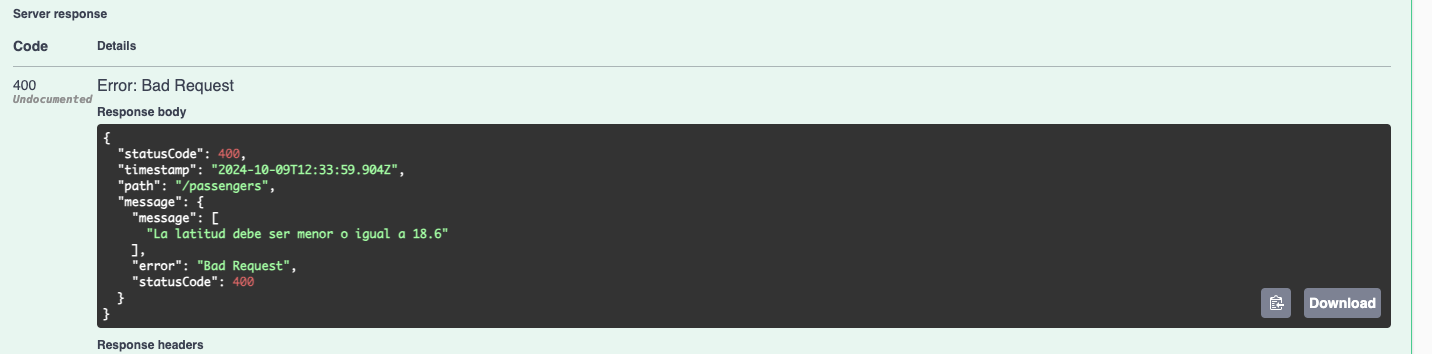 Server response
Code Details
400 Error: Bad Request
Undocumented
Response body
{
  "statusCode": 400,
  "timestamp": "2024-10-09T12:33:59.904Z",
  "path": "/passengers",
  "message": {
    "message": [
      "La latitud debe ser menor o igual a 18.6"
    ],
    "error": "Bad Request",
    "statusCode": 400
  }
}
Download
Response headers